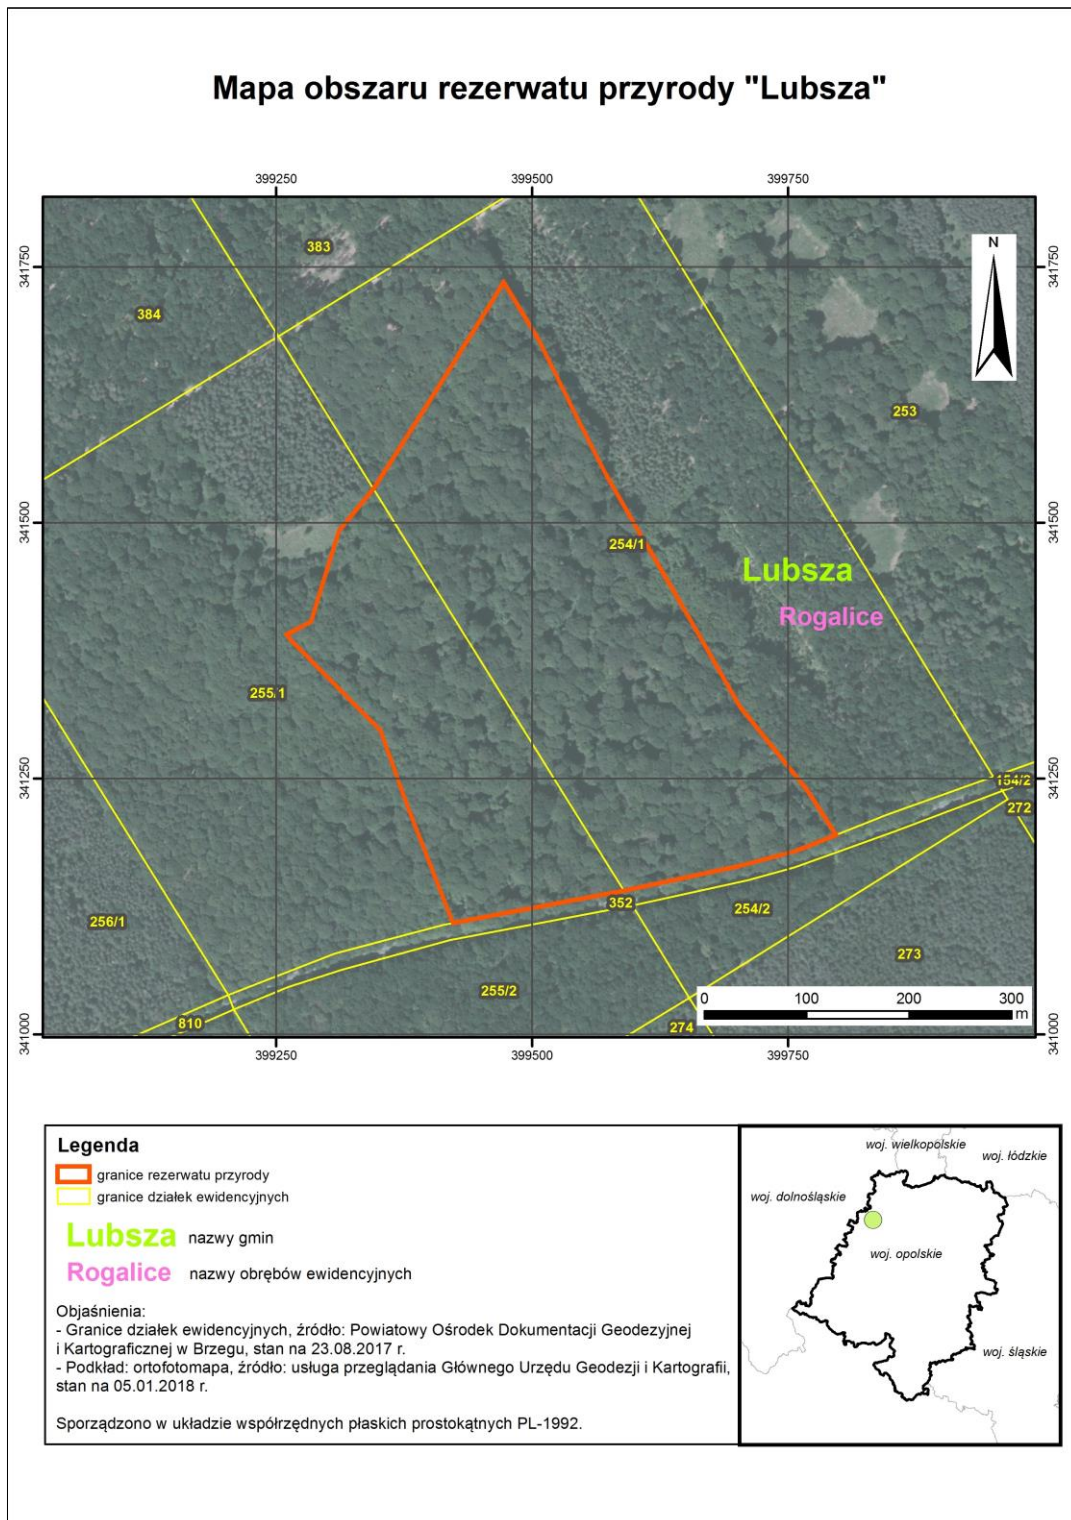 Mapa obszaru rezerwatu przyrody "Lubsza"
399250 399500 399750
341750
341750
383
384
N
253
341500
341500
254/1
Lubsza
Rogalice
255/1
341250
341250
154/2
272
352
254/2
256/1
273
255/2
810
274
0 100 200 300
m
341000
341000
399250 399500 399750
Legenda
granice rezerwatu przyrody
granice działek ewidencyjnych
Lubsza nazwy gmin
Rogalice nazwy obrębów ewidencyjnych
Objaśnienia:
- Granice działek ewidencyjnych, źródło: Powiatowy Ośrodek Dokumentacji Geodezyjnej
i Kartograficznej w Brzegu, stan na 23.08.2017 r.
- Podkład: ortofotomapa, źródło: usługa przeglądania Głównego Urzędu Geodezji i Kartografii,
stan na 05.01.2018 r.
Sporządzono w układzie współrzędnych płaskich prostokątnych PL-1992.
woj. wielkopolskie
woj. łódzkie
woj. dolnośląskie
woj. opolskie
woj. śląskie